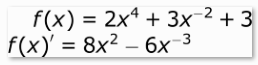 f(x) = 2x⁴ + 3x⁻² + 3
f(x)′ = 8x² – 6x⁻³